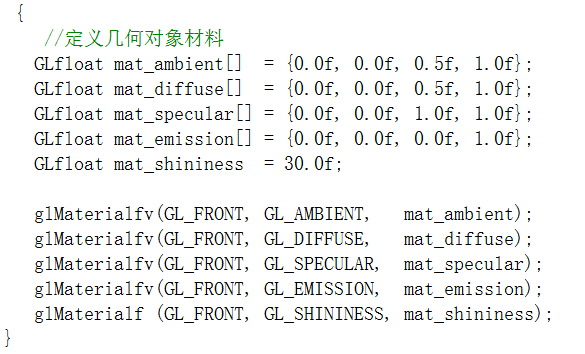 {
//定义几何对象材料
GLfloat mat_ambient[]  = {0.0f, 0.0f, 0.5f, 1.0f};
GLfloat mat_diffuse[]  = {0.0f, 0.0f, 0.5f, 1.0f};
GLfloat mat_specular[] = {0.0f, 0.0f, 1.0f, 1.0f};
GLfloat mat_emission[] = {0.0f, 0.0f, 0.0f, 1.0f};
GLfloat mat_shininess  = 30.0f;
glMaterialfv(GL_FRONT, GL_AMBIENT,   mat_ambient);
glMaterialfv(GL_FRONT, GL_DIFFUSE,   mat_diffuse);
glMaterialfv(GL_FRONT, GL_SPECULAR,  mat_specular);
glMaterialfv(GL_FRONT, GL_EMISSION,  mat_emission);
glMaterialf (GL_FRONT, GL_SHININESS, mat_shininess);
}